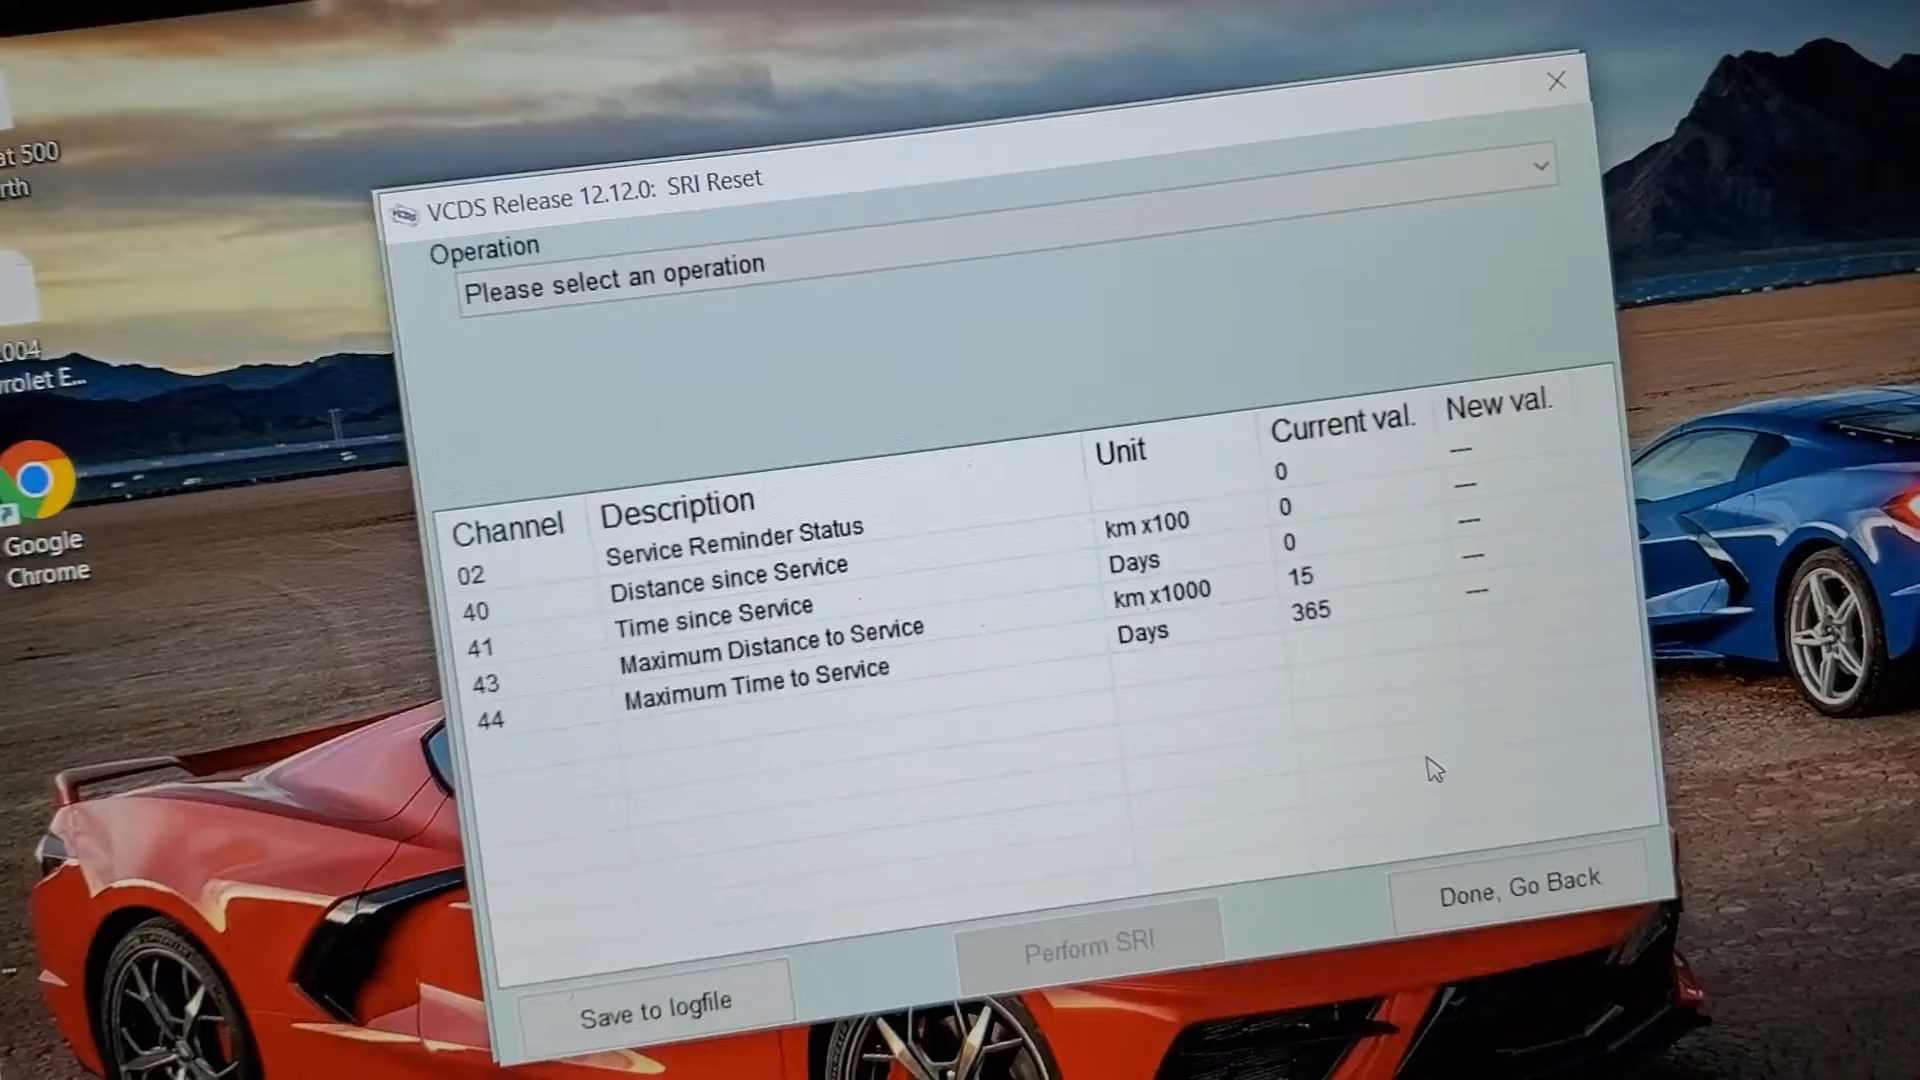 at 500
rth
004
rolet E...
Google
Chrome
VCDS Release 12.12.0: SRI Reset
Operation
Please select an operation
Channel Description Unit Current val. New val.
02 Service Reminder Status 0 ---
40 Distance since Service km x100 0 ---
41 Time since Service Days 0 ---
43 Maximum Distance to Service km x1000 15 ---
44 Maximum Time to Service Days 365 ---
Save to logfile
Perform SRI
Done, Go Back